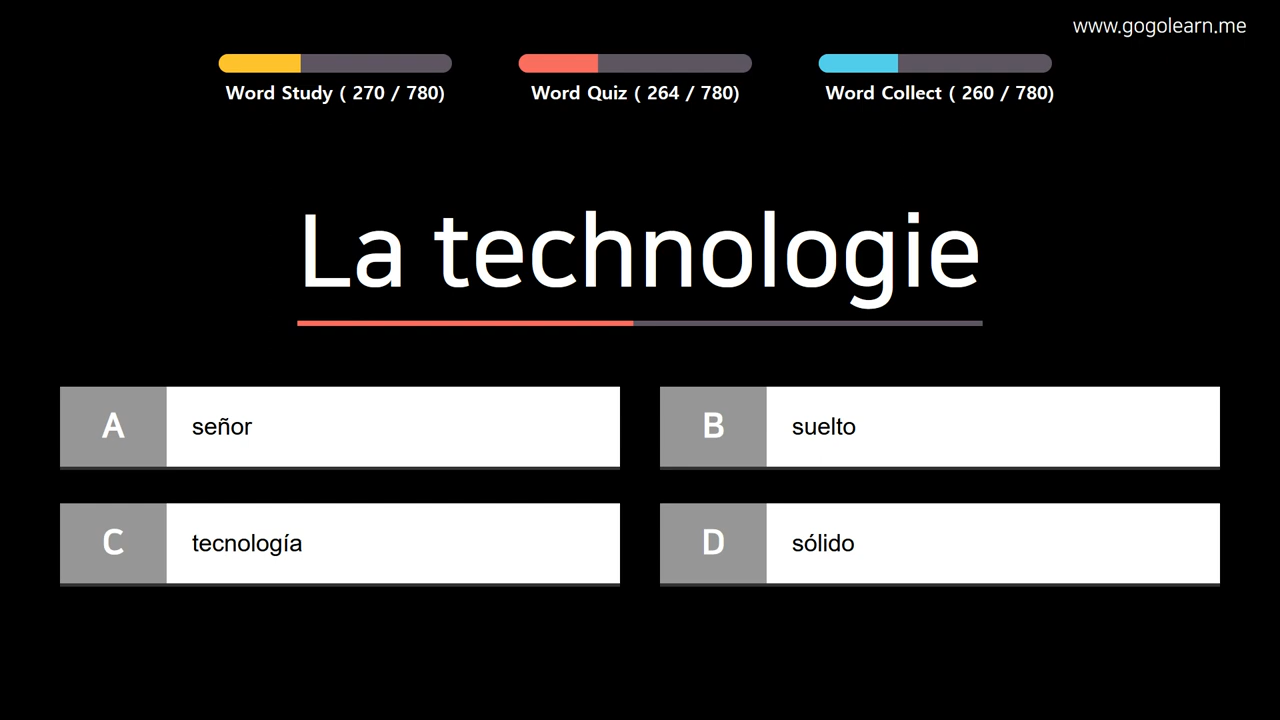 www.gogolearn.me
Word Study ( 270 / 780)
Word Quiz ( 264 / 780)
Word Collect ( 260 / 780)
La technologie
A señor
B suelto
C tecnología
D sólido